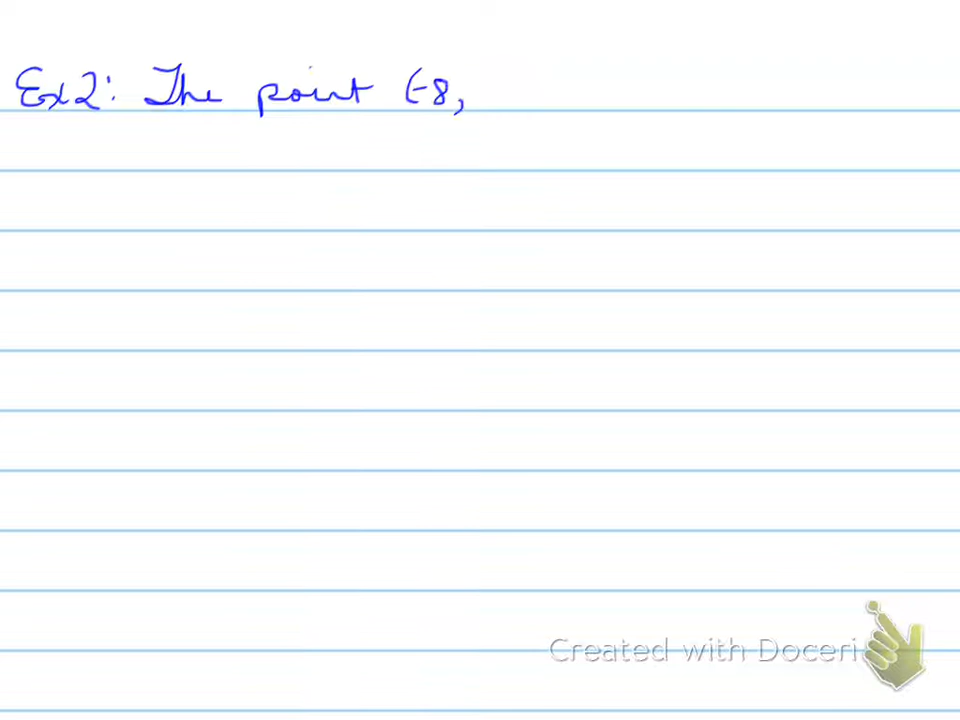 Ex2: The point (-8,
Created with Doceri